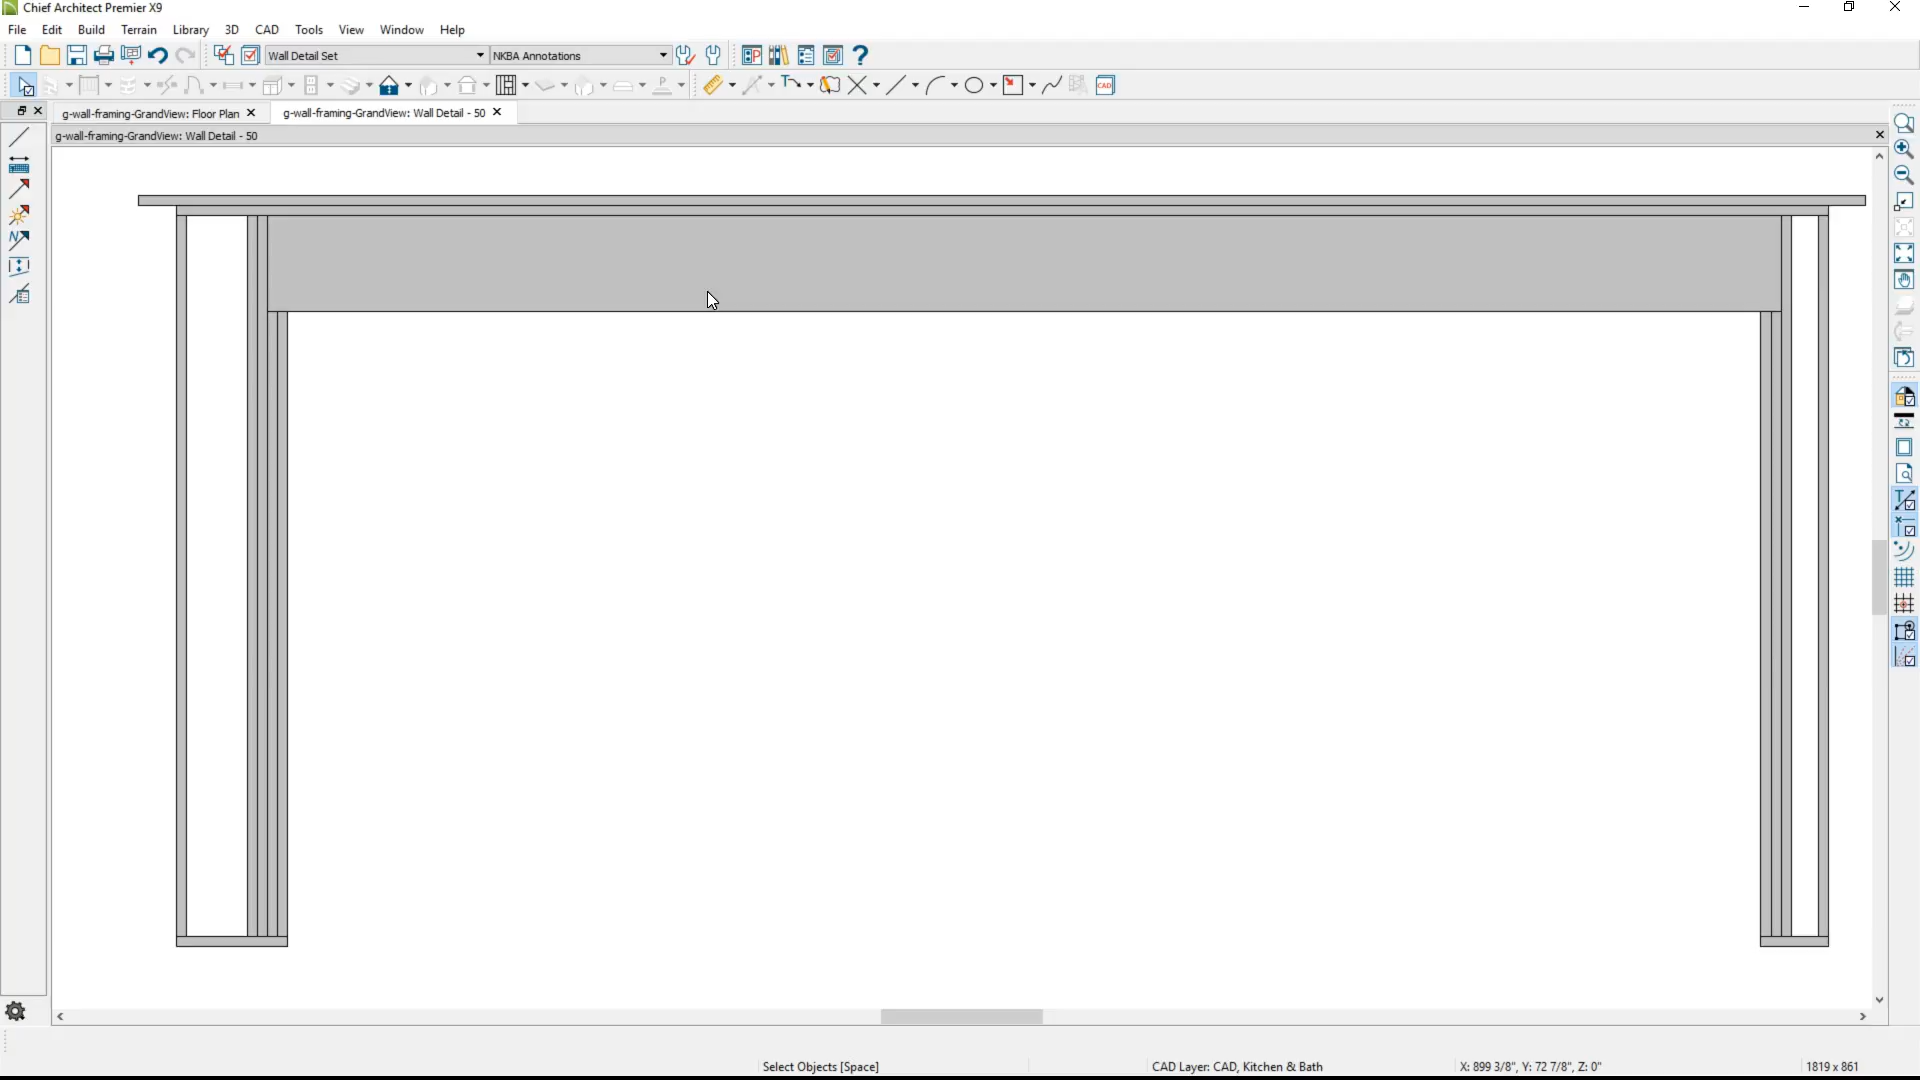 Chief Architect Premier X9
File Edit Build Terrain Library 3D CAD Tools View Window Help
Wall Detail Set NKBA Annotations
g-wall-framing-GrandView: Floor Plan g-wall-framing-GrandView: Wall Detail - 50
g-wall-framing-GrandView: Wall Detail - 50
Select Objects [Space] CAD Layer: CAD, Kitchen & Bath X: 899 3/8", Y: 72 7/8", Z: 0" 1819 x 861